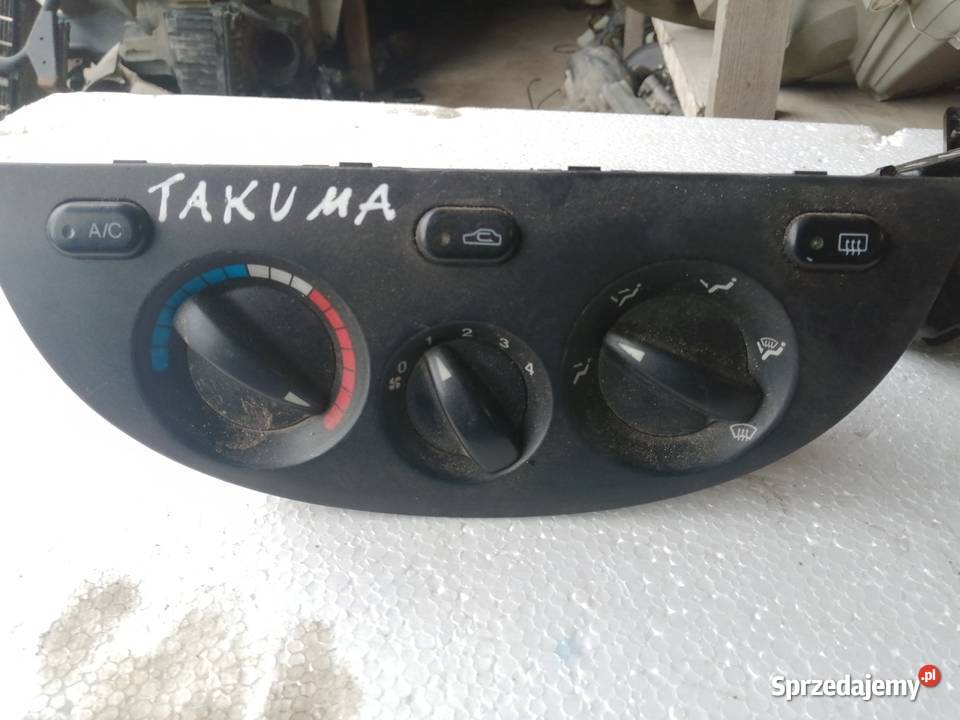 TAKUMA
A/C
0 1 2 3 4
Sprzedajemy.pl